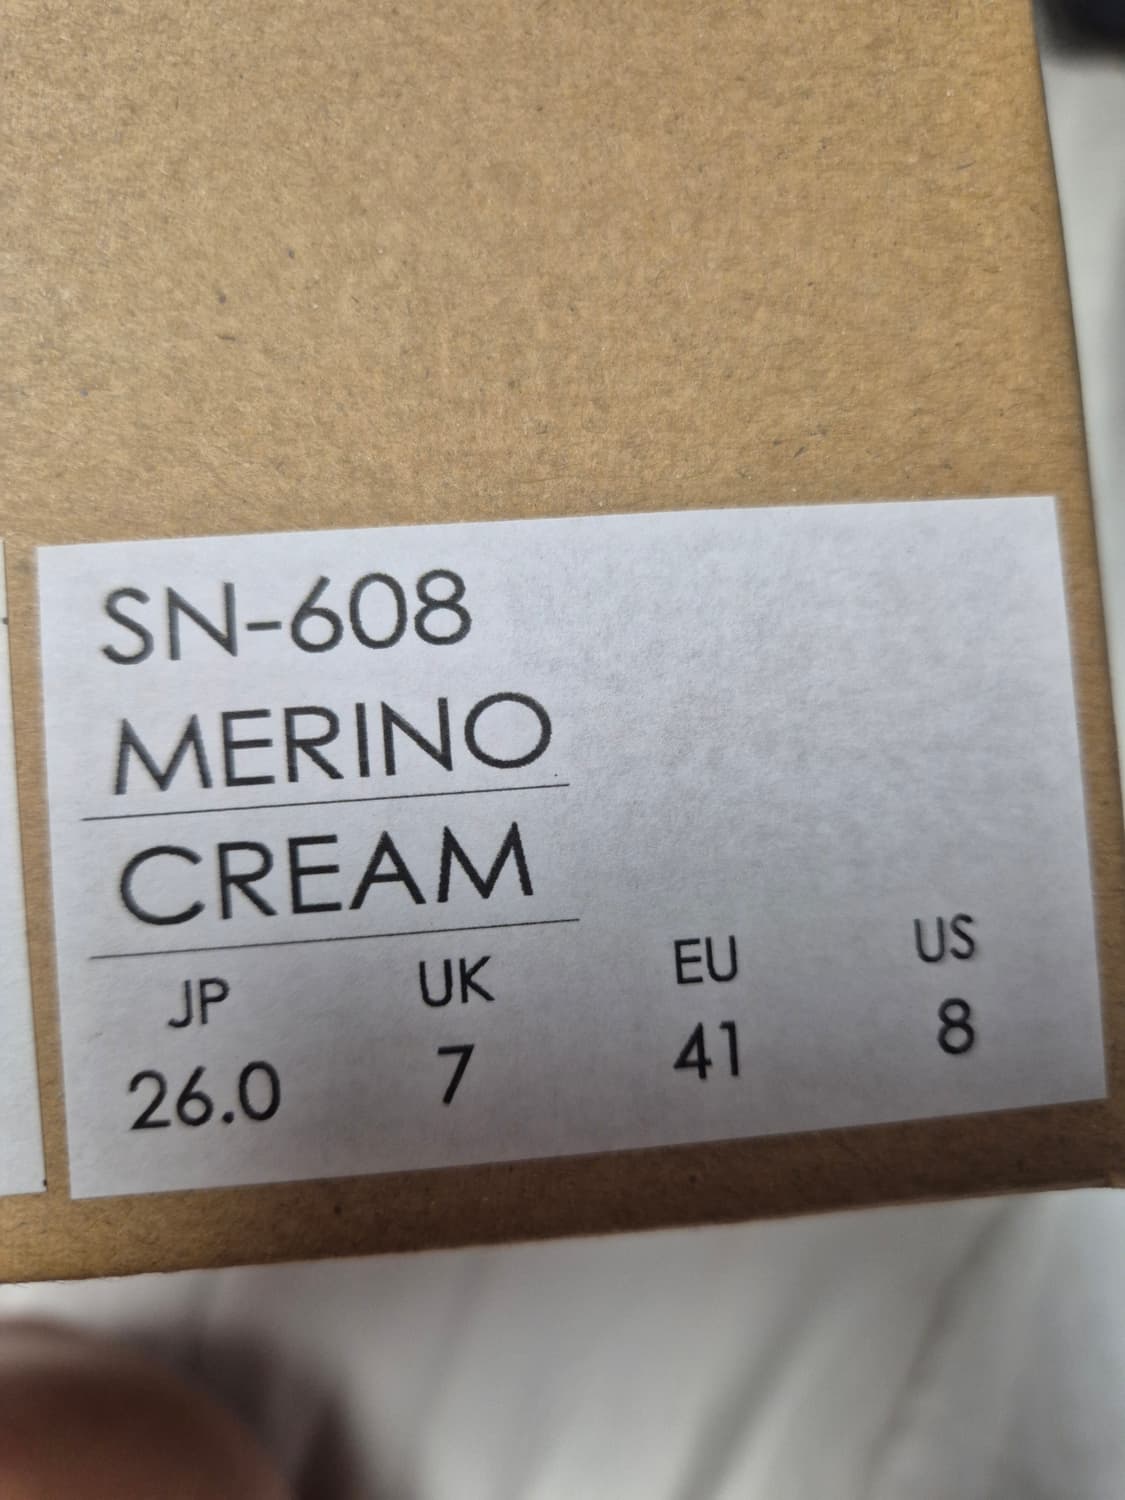 SN-608
MERINO
CREAM
JP UK EU US
26.0 7 41 8